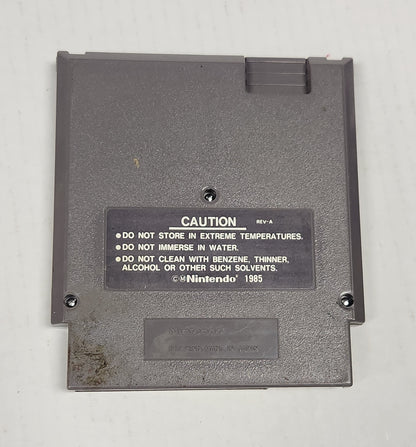 CAUTION REV-A
●DO NOT STORE IN EXTREME TEMPERATURES.
●DO NOT IMMERSE IN WATER.
●DO NOT CLEAN WITH BENZENE, THINNER,
ALCOHOL OR OTHER SUCH SOLVENTS.
©Ⓜ Nintendo® 1985